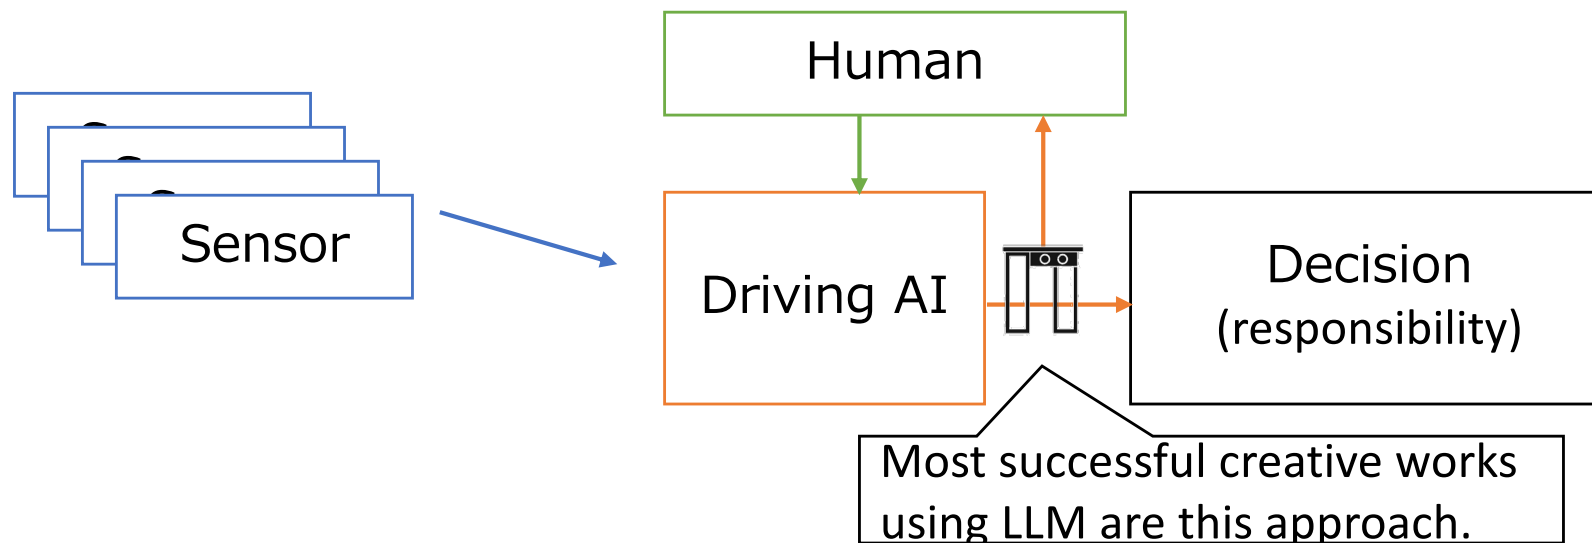 Human
Sensor
Driving AI
Decision
(responsibility)
Most successful creative works
using LLM are this approach.